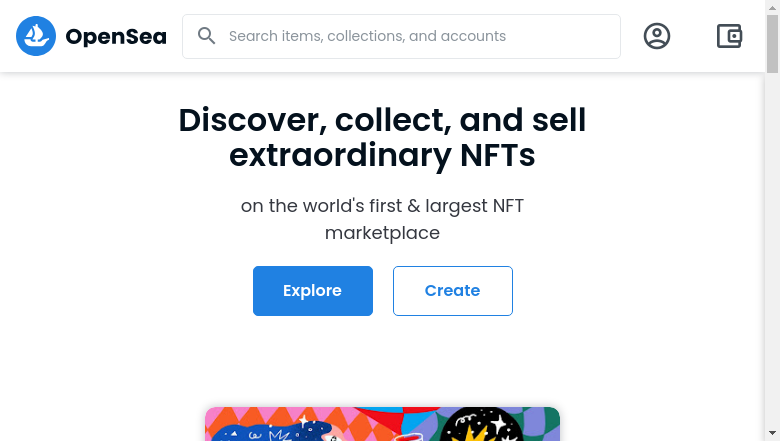 OpenSea
Search items, collections, and accounts
Discover, collect, and sell
extraordinary NFTs
on the world's first & largest NFT
marketplace
Explore
Create